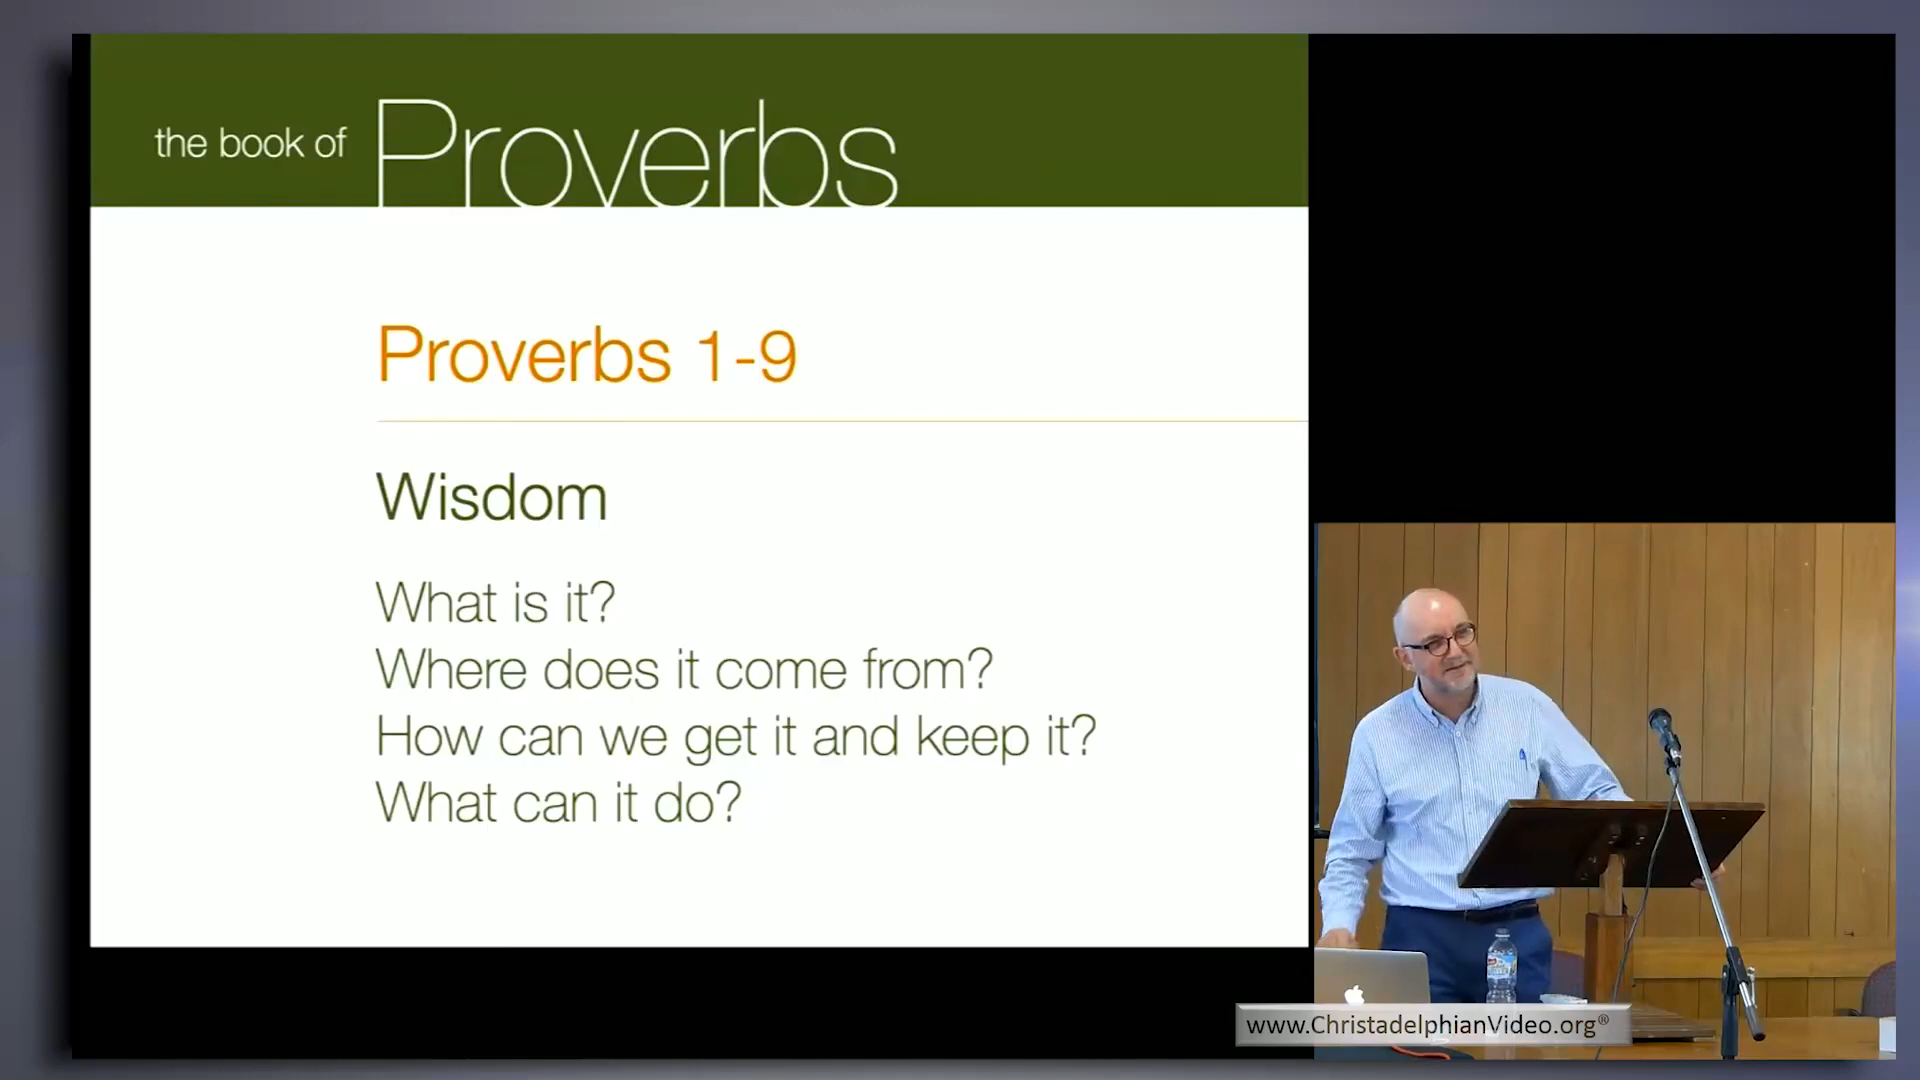 the book of Proverbs
Proverbs 1-9
Wisdom
What is it?
Where does it come from?
How can we get it and keep it?
What can it do?
www.ChristadelphianVideo.org®